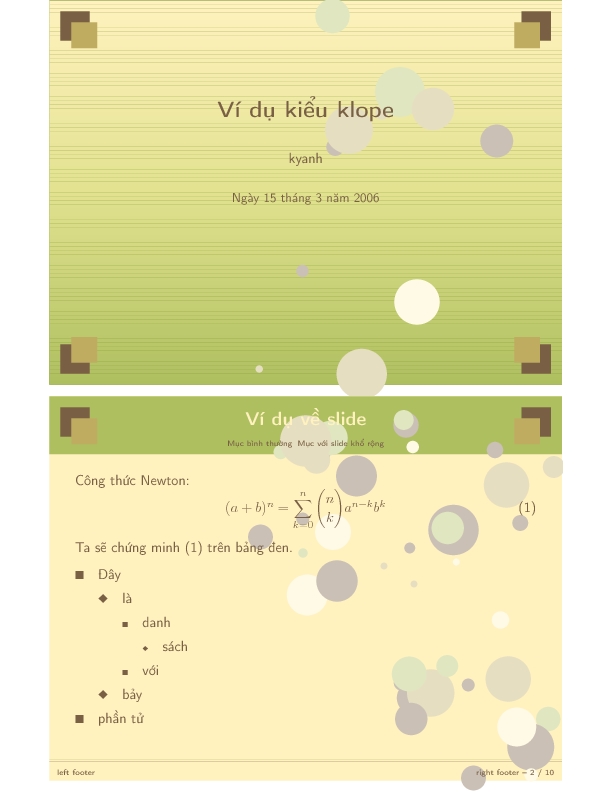 Ví dụ kiểu klope
kyanh
Ngày 15 tháng 3 năm 2006
Ví dụ về slide
Mục bình thường Mục với slide khổ rộng
Công thức Newton:
(a + b)^n = \sum_{k=0}^{n} \binom{n}{k} a^{n-k} b^k (1)
Ta sẽ chứng minh (1) trên bảng đen.
Dây
là
danh
sách
với
bảy
phần tử
left footer
right footer – 2 / 10